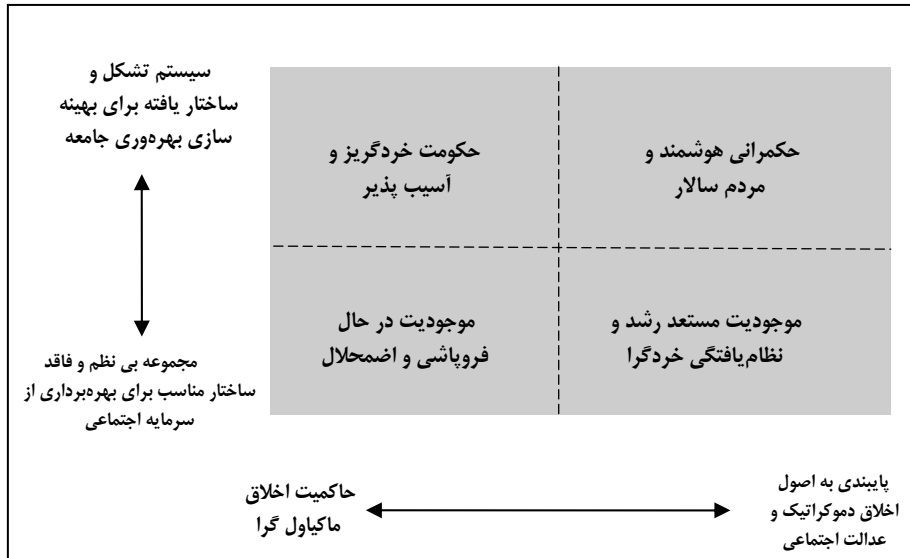 سیستم تشکل و
ساختار یافته برای بهینه
سازی بهره‌وری جامعه
حکمرانی هوشمند و
مردم سالار
حکومت خردگریز و
آسیب پذیر
موجودیت مستعد رشد و
نظام‌یافتگی خردگرا
موجودیت در حال
فروپاشی و اضمحلال
مجموعه بی نظم و فاقد
ساختار مناسب برای بهره‌برداری از
سرمایه اجتماعی
پایبندی به اصول
اخلاق دموکراتیک و
عدالت اجتماعی
حاکمیت اخلاق
ماکیاول گرا